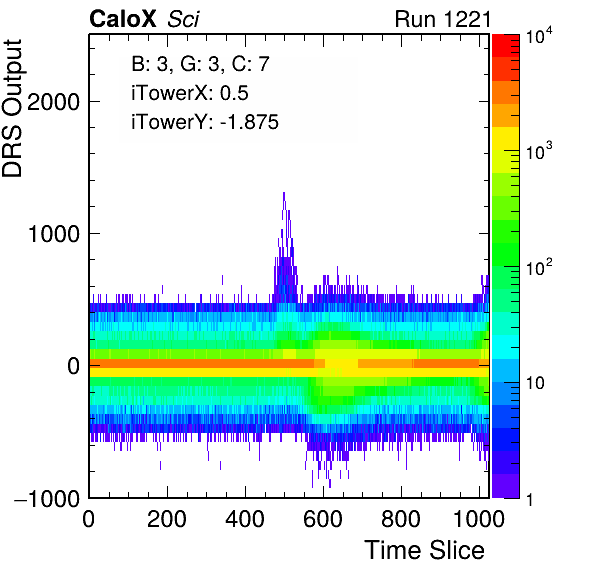 CaloX Sci Run 1221
B: 3, G: 3, C: 7
iTowerX: 0.5
iTowerY: -1.875
DRS Output
2000
1000
0
−1000
0 200 400 600 800 1000
Time Slice
10^4
10^3
10^2
10
1